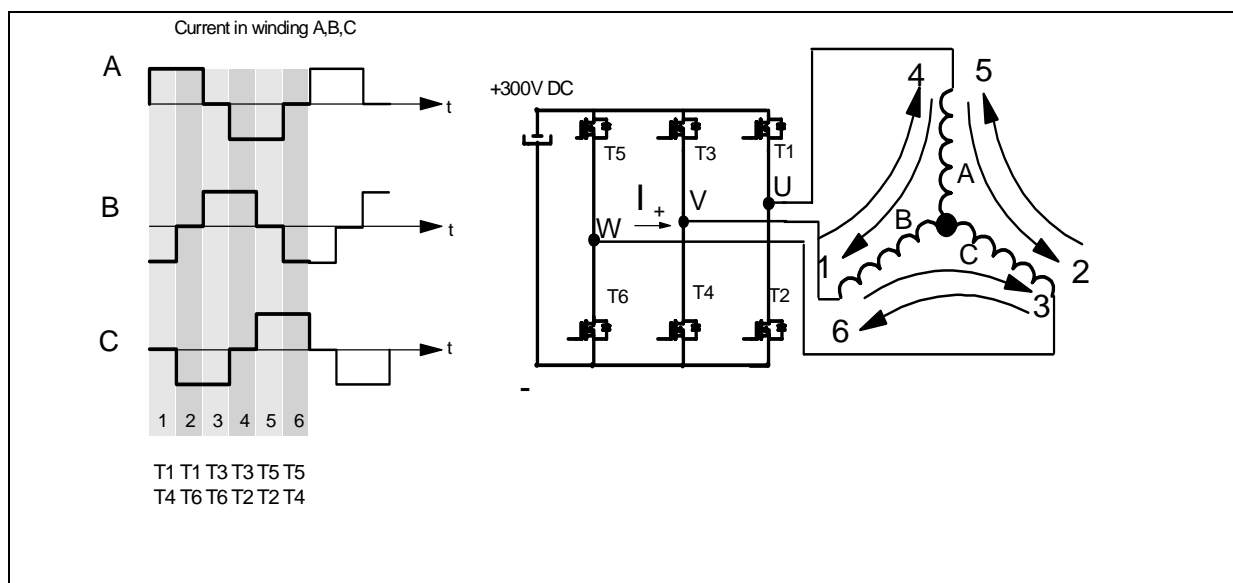 Current in winding A,B,C
A
t
B
t
C
t
1 2 3 4 5 6
T1 T1 T3 T3 T5 T5
T4 T6 T6 T2 T2 T4
+300V DC
T5
T3
T1
I +
W
V
U
T6
T4
T2
-
4
5
A
B
C
1
2
3
6